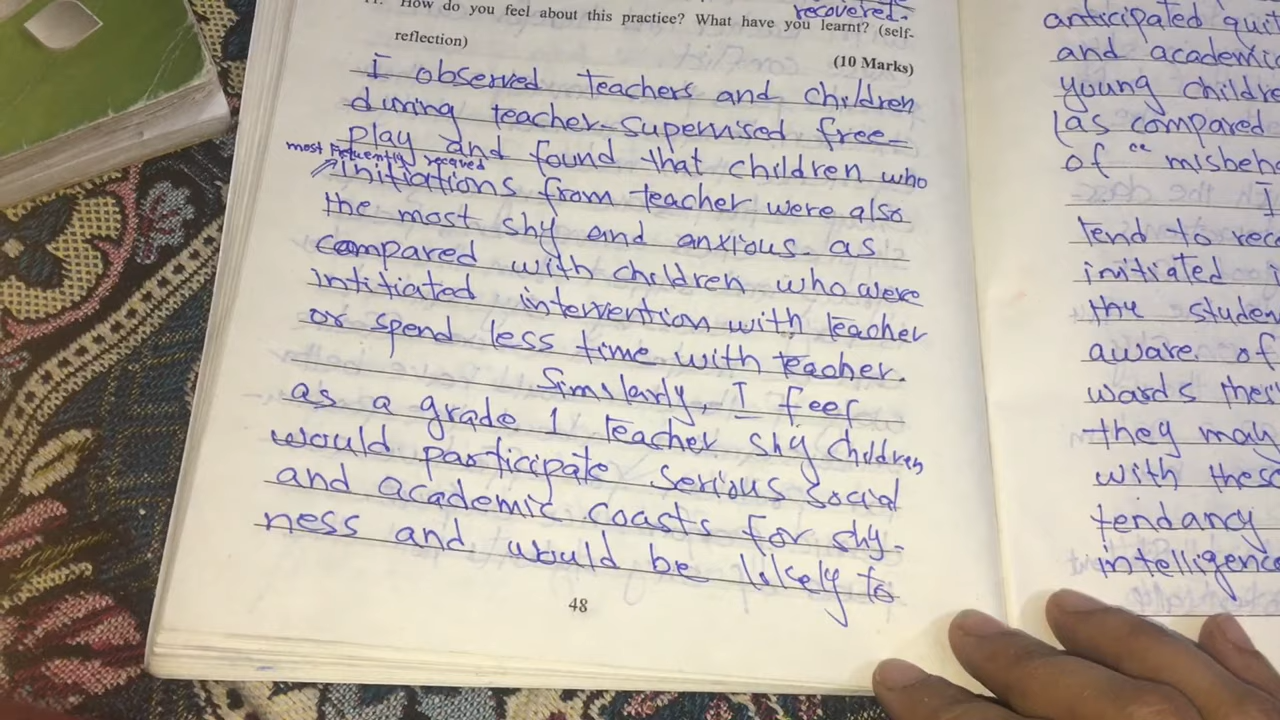 recovered.
11. How do you feel about this practice? What have you learnt? (self-
reflection)
(10 Marks)
I observed teachers and children
during teacher-supervised free-
play and found that children who
most frequently received
initiations from teacher were also
the most shy and anxious as
compared with children who were
intitiated intervention with teacher
or spend less time with teacher.
Similarly, I feel
as a grade 1 teacher shy children
would participate serious social
and academic coasts for shy-
ness and would be likely to
48
anticipated quit
and academic
young childre
(as compared
of "misbeh
I
tend to rec
initiated i
the studen
aware of
wards thei
they may
with thes
tendancy
intelligenc